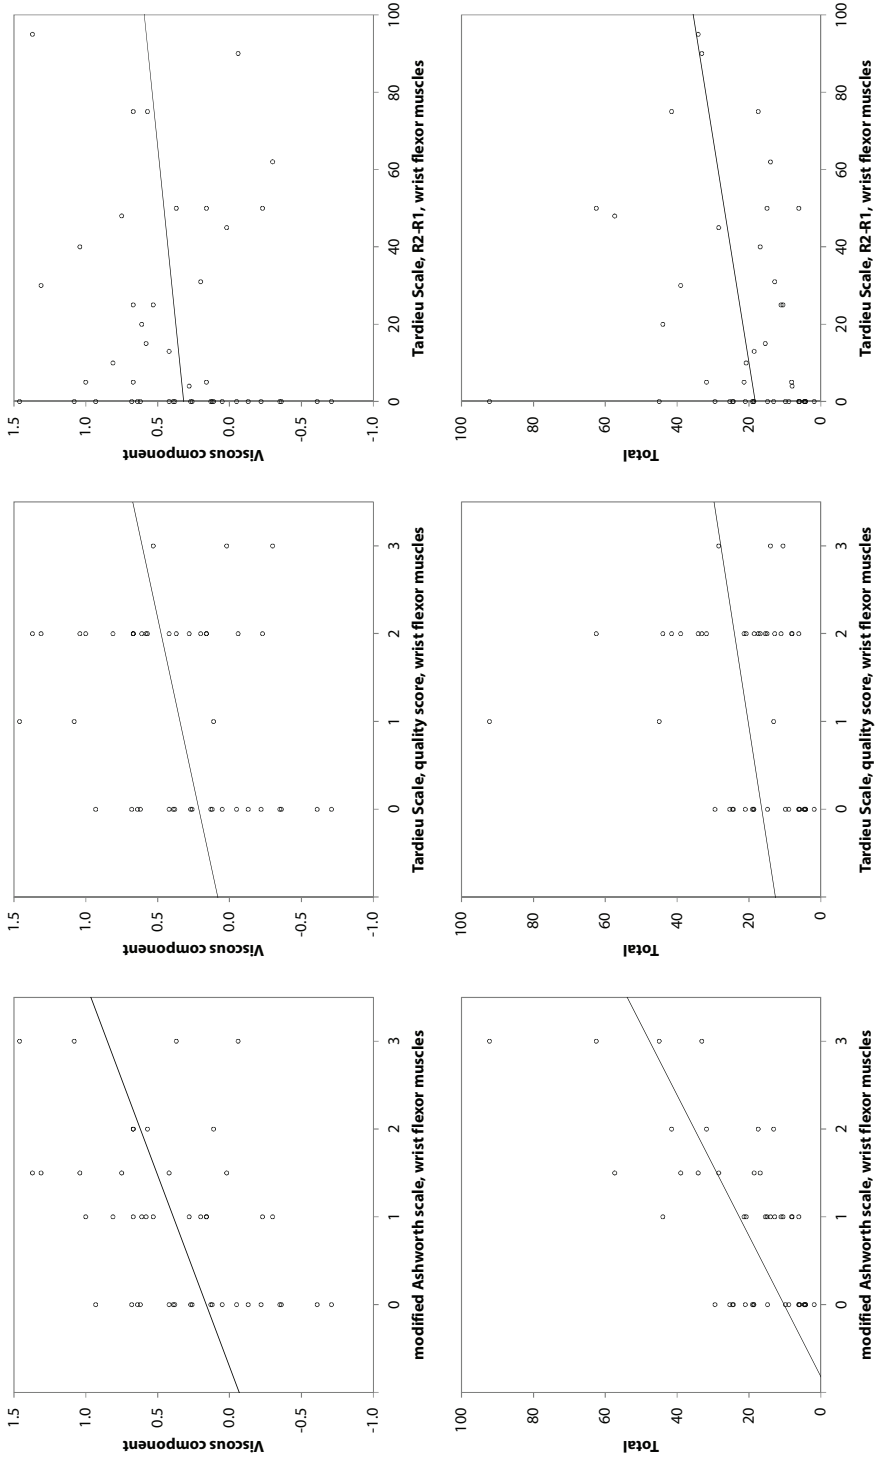 Viscous component
1.5
1.0
0.5
0.0
-0.5
-1.0
0 1 2 3
modified Ashworth scale, wrist flexor muscles
Viscous component
1.5
1.0
0.5
0.0
-0.5
-1.0
0 1 2 3
Tardieu Scale, quality score, wrist flexor muscles
Viscous component
1.5
1.0
0.5
0.0
-0.5
-1.0
0 20 40 60 80 100
Tardieu Scale, R2-R1, wrist flexor muscles
Total
100
80
60
40
20
0
0 1 2 3
modified Ashworth scale, wrist flexor muscles
Total
100
80
60
40
20
0
0 1 2 3
Tardieu Scale, quality score, wrist flexor muscles
Total
100
80
60
40
20
0
0 20 40 60 80 100
Tardieu Scale, R2-R1, wrist flexor muscles